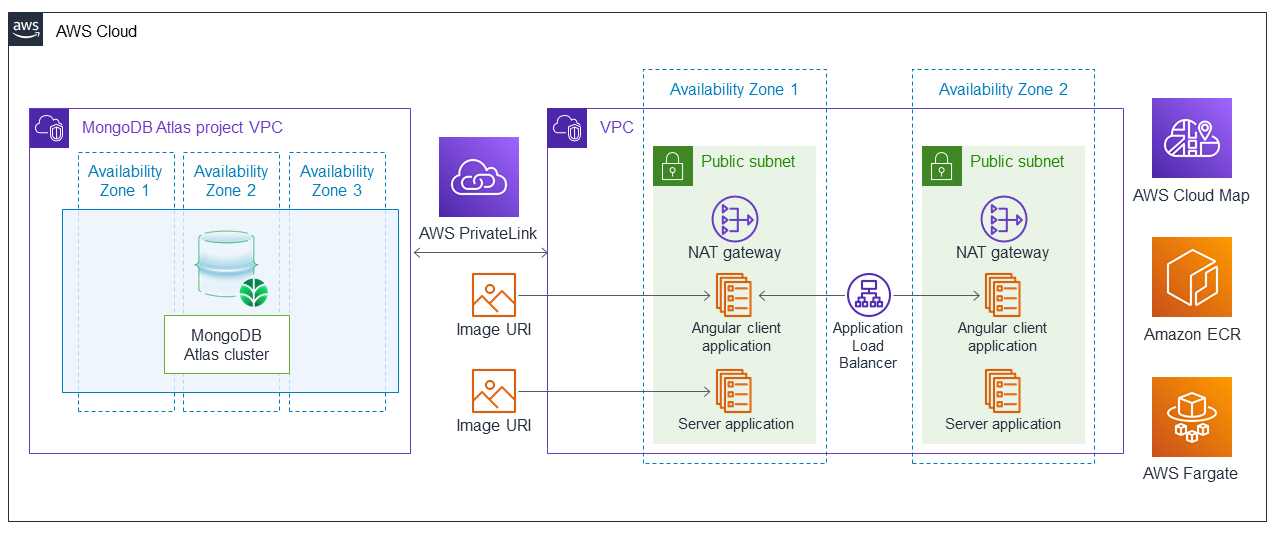 aws
AWS Cloud
MongoDB Atlas project VPC
Availability
Zone 1
Availability
Zone 2
Availability
Zone 3
MongoDB
Atlas cluster
AWS PrivateLink
Image URI
Image URI
VPC
Availability Zone 1
Public subnet
NAT gateway
Angular client
application
Server application
Application
Load
Balancer
Availability Zone 2
Public subnet
NAT gateway
Angular client
application
Server application
AWS Cloud Map
Amazon ECR
AWS Fargate